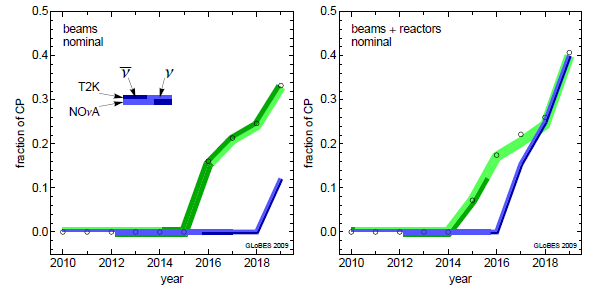 beams
nominal
ν̅ ν
T2K
NOνA
fraction of CP
0.5
0.4
0.3
0.2
0.1
0.0
2010 2012 2014 2016 2018
year
GLoBES 2009
beams + reactors
nominal
fraction of CP
0.5
0.4
0.3
0.2
0.1
0.0
2010 2012 2014 2016 2018
year
GLoBES 2009